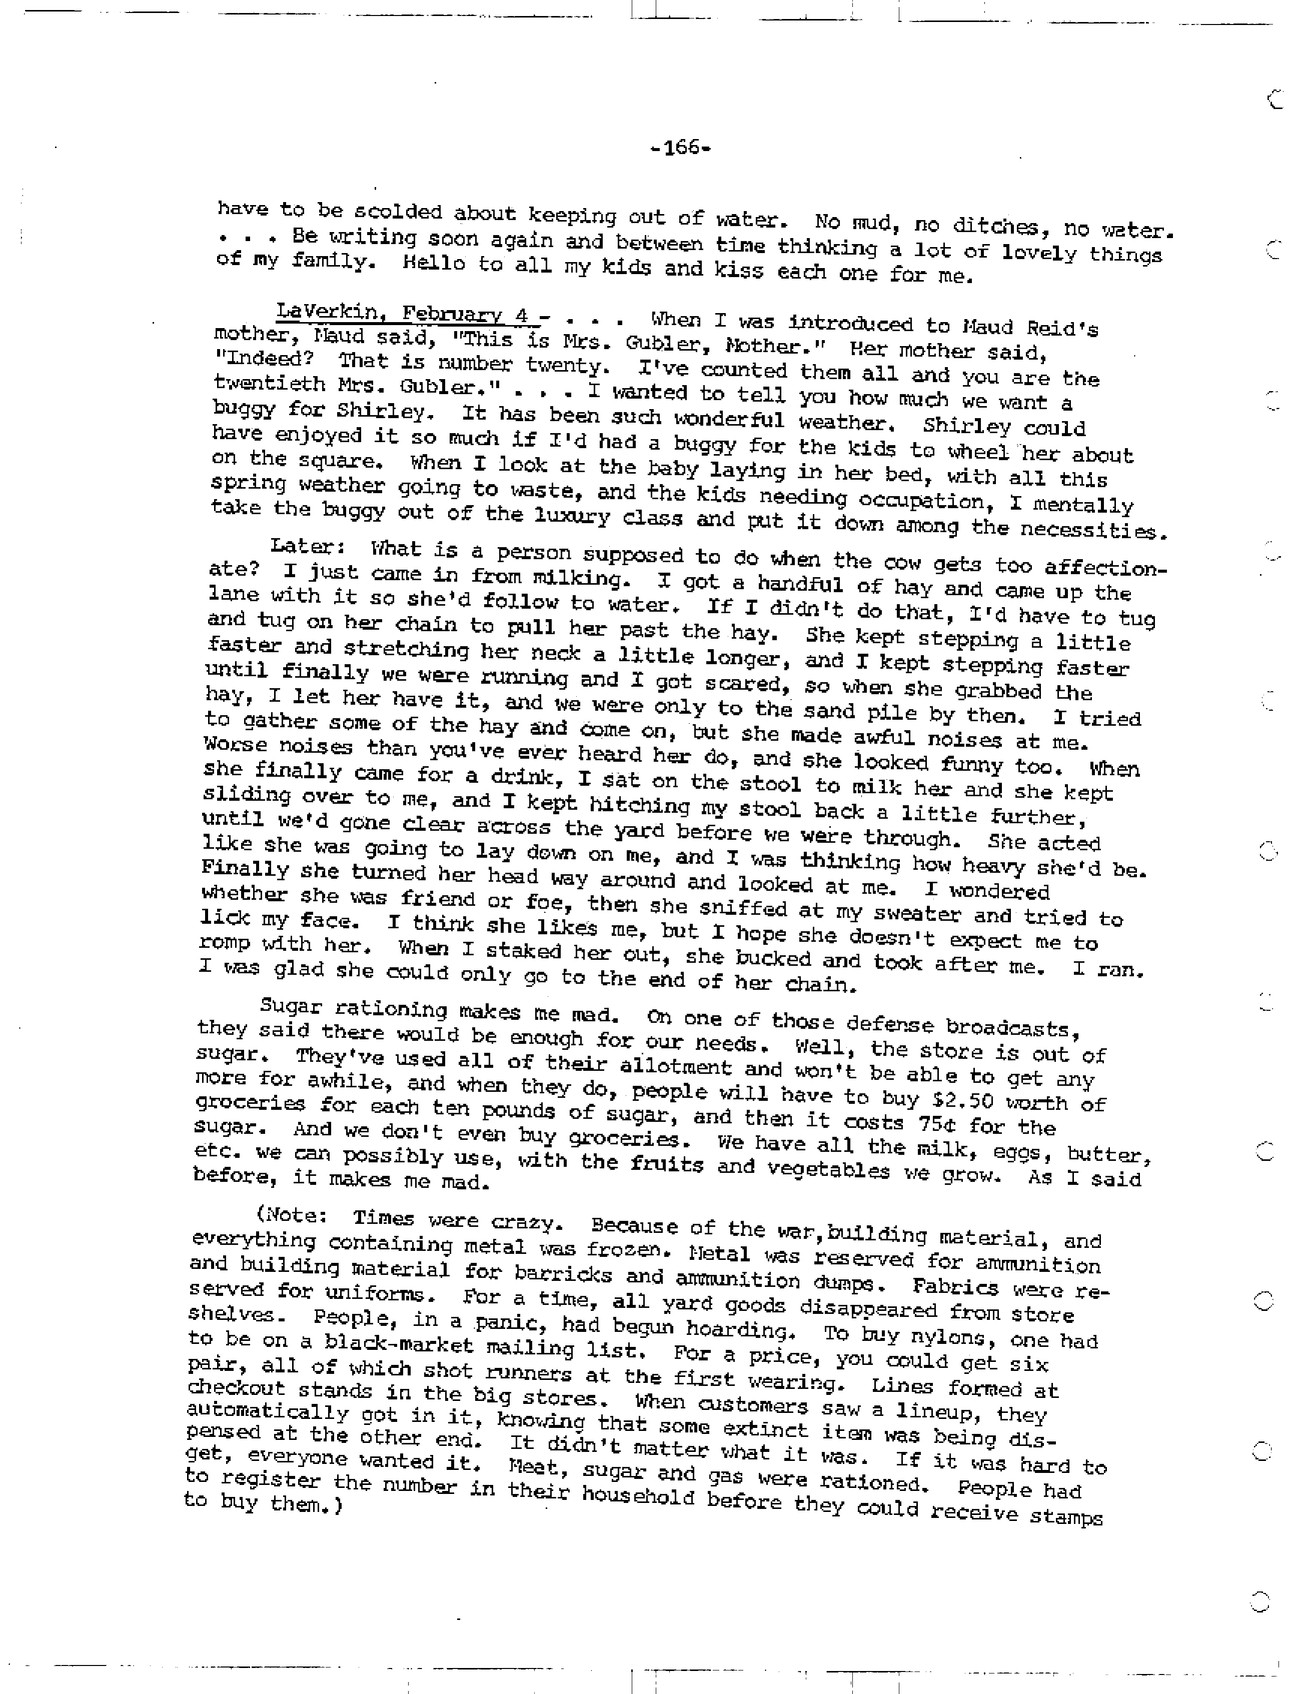 -166-
have to be scolded about keeping out of water.  No mud, no ditches, no water.
. . . Be writing soon again and between time thinking a lot of lovely things
of my family.  Hello to all my kids and kiss each one for me.
LaVerkin, February 4 - . . . When I was introduced to Maud Reid's
mother, Maud said, "This is Mrs. Gubler, Mother."  Her mother said,
"Indeed?  That is number twenty.  I've counted them all and you are the
twentieth Mrs. Gubler." . . . I wanted to tell you how much we want a
buggy for Shirley.  It has been such wonderful weather.  Shirley could
have enjoyed it so much if I'd had a buggy for the kids to wheel her about
on the square.  When I look at the baby laying in her bed, with all this
spring weather going to waste, and the kids needing occupation, I mentally
take the buggy out of the luxury class and put it down among the necessities.
Later:  What is a person supposed to do when the cow gets too affection-
ate?  I just came in from milking.  I got a handful of hay and came up the
lane with it so she'd follow to water.  If I didn't do that, I'd have to tug
and tug on her chain to pull her past the hay.  She kept stepping a little
faster and stretching her neck a little longer, and I kept stepping faster
until finally we were running and I got scared, so when she grabbed the
hay, I let her have it, and we were only to the sand pile by then.  I tried
to gather some of the hay and come on, but she made awful noises at me.
Worse noises than you've ever heard her do, and she looked funny too.  When
she finally came for a drink, I sat on the stool to milk her and she kept
sliding over to me, and I kept hitching my stool back a little further,
until we'd gone clear across the yard before we were through.  She acted
like she was going to lay down on me, and I was thinking how heavy she'd be.
Finally she turned her head way around and looked at me.  I wondered
whether she was friend or foe, then she sniffed at my sweater and tried to
lick my face.  I think she likes me, but I hope she doesn't expect me to
romp with her.  When I staked her out, she bucked and took after me.  I ran.
I was glad she could only go to the end of her chain.
Sugar rationing makes me mad.  On one of those defense broadcasts,
they said there would be enough for our needs.  Well, the store is out of
sugar.  They've used all of their allotment and won't be able to get any
more for awhile, and when they do, people will have to buy $2.50 worth of
groceries for each ten pounds of sugar, and then it costs 75¢ for the
sugar.  And we don't even buy groceries.  We have all the milk, eggs, butter,
etc. we can possibly use, with the fruits and vegetables we grow.  As I said
before, it makes me mad.
(Note:  Times were crazy.  Because of the war,building material, and
everything containing metal was frozen. Metal was reserved for ammunition
and building material for barricks and ammunition dumps.  Fabrics were re-
served for uniforms.  For a time, all yard goods disappeared from store
shelves.  People, in a panic, had begun hoarding.  To buy nylons, one had
to be on a black-market mailing list.  For a price, you could get six
pair, all of which shot runners at the first wearing.  Lines formed at
checkout stands in the big stores.  When customers saw a lineup, they
automatically got in it, knowing that some extinct item was being dis-
pensed at the other end.  It didn't matter what it was.  If it was hard to
get, everyone wanted it.  Meat, sugar and gas were rationed.  People had
to register the number in their household before they could receive stamps
to buy them.)